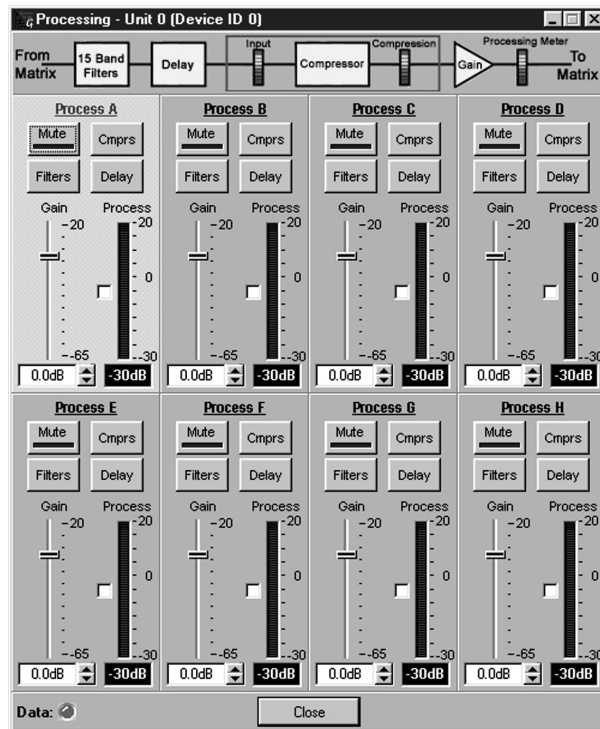 Processing - Unit 0 (Device ID 0)
From Matrix
15 Band Filters
Delay
Input
Compressor
Compression
Gain
Processing Meter
To Matrix
Process A
Process B
Process C
Process D
Mute Cmprs Mute Cmprs Mute Cmprs Mute Cmprs
Filters Delay Filters Delay Filters Delay Filters Delay
Gain Process Gain Process Gain Process Gain Process
-20 -20 -20 -20 -20 -20 -20 -20
0 0 0 0
-65 -30 -65 -30 -65 -30 -65 -30
0.0dB -30dB 0.0dB -30dB 0.0dB -30dB 0.0dB -30dB
Process E
Process F
Process G
Process H
Mute Cmprs Mute Cmprs Mute Cmprs Mute Cmprs
Filters Delay Filters Delay Filters Delay Filters Delay
Gain Process Gain Process Gain Process Gain Process
-20 -20 -20 -20 -20 -20 -20 -20
0 0 0 0
-65 -30 -65 -30 -65 -30 -65 -30
0.0dB -30dB 0.0dB -30dB 0.0dB -30dB 0.0dB -30dB
Data:
Close